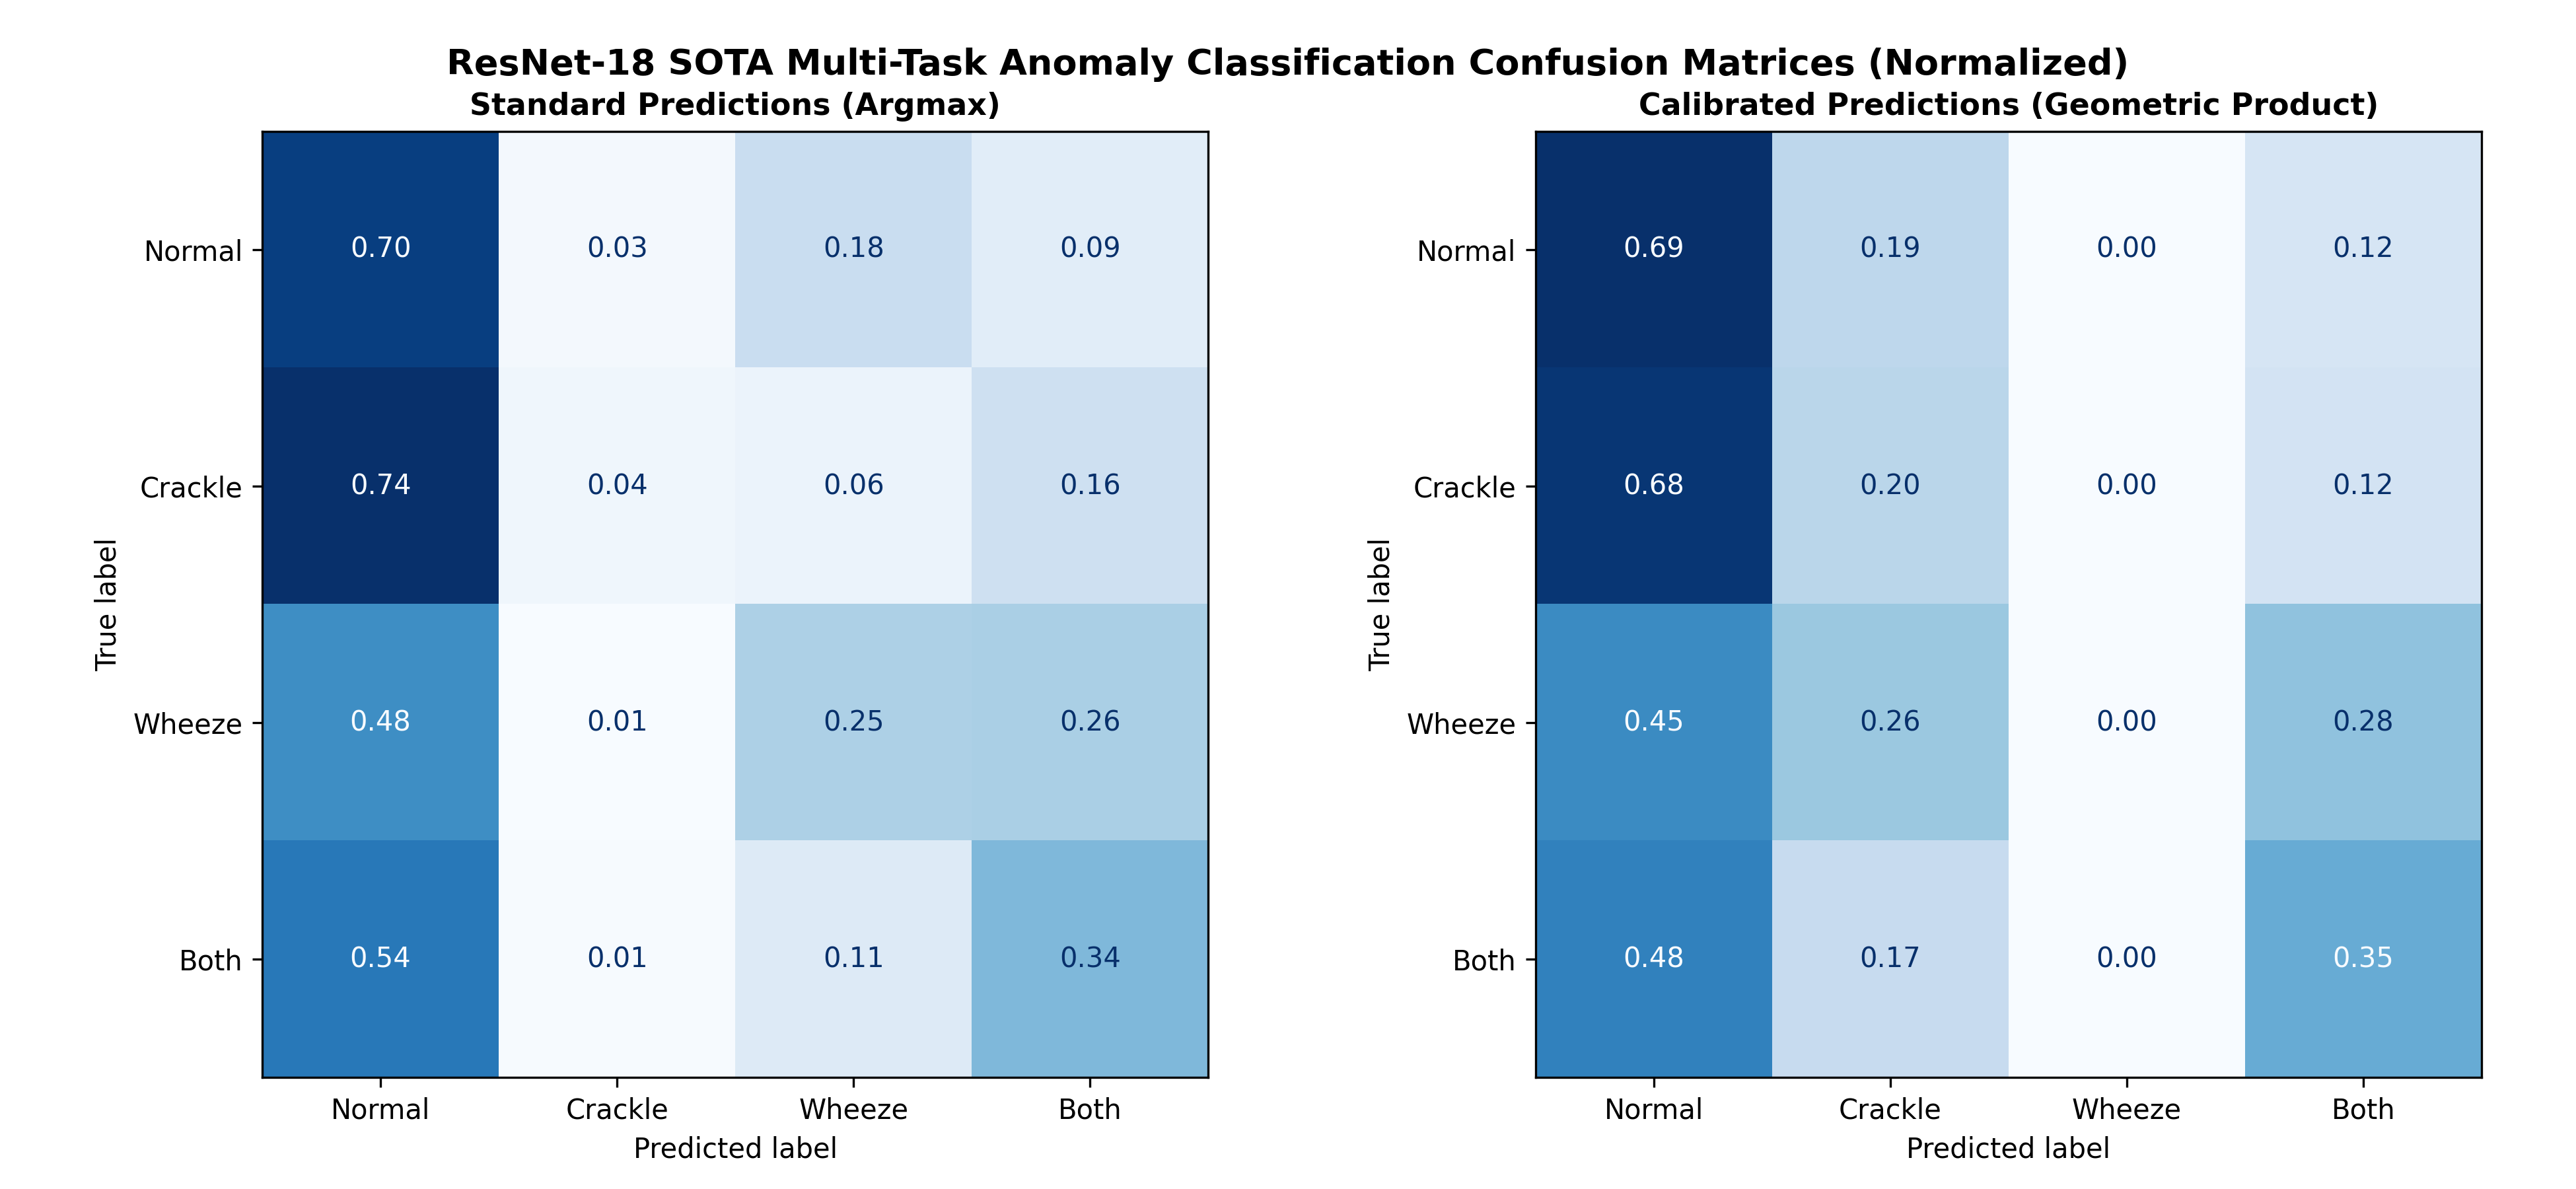 ResNet-18 SOTA Multi-Task Anomaly Classification Confusion Matrices (Normalized)
Standard Predictions (Argmax)
True label
Normal 0.70 0.03 0.18 0.09
Crackle 0.74 0.04 0.06 0.16
Wheeze 0.48 0.01 0.25 0.26
Both 0.54 0.01 0.11 0.34
Normal Crackle Wheeze Both
Predicted label
Calibrated Predictions (Geometric Product)
True label
Normal 0.69 0.19 0.00 0.12
Crackle 0.68 0.20 0.00 0.12
Wheeze 0.45 0.26 0.00 0.28
Both 0.48 0.17 0.00 0.35
Normal Crackle Wheeze Both
Predicted label